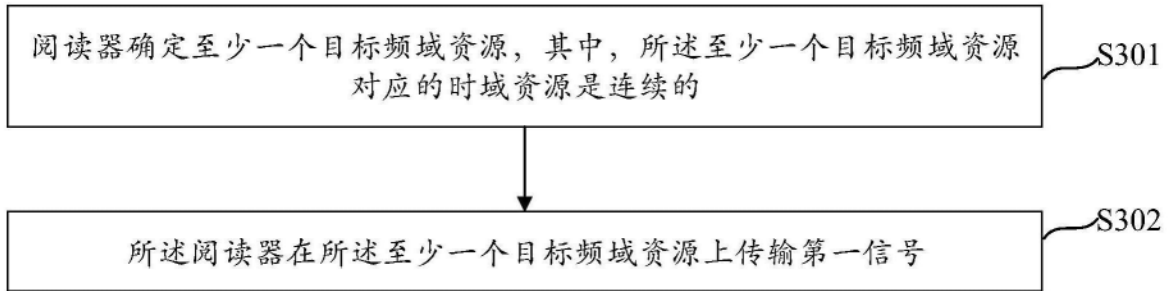 阅读器确定至少一个目标频域资源，其中，所述至少一个目标频域资源
对应的时域资源是连续的
S301
所述阅读器在所述至少一个目标频域资源上传输第一信号
S302